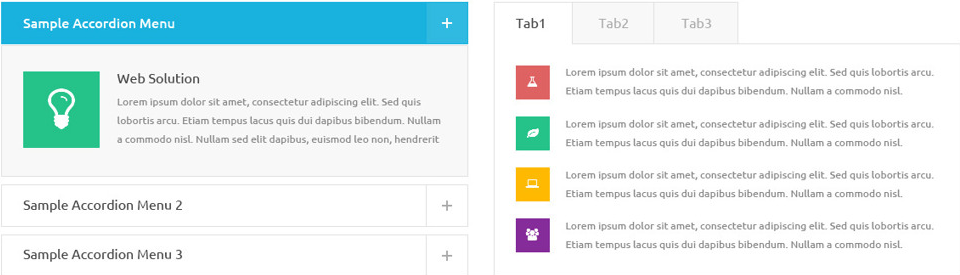 Sample Accordion Menu
Web Solution
Lorem ipsum dolor sit amet, consectetur adipiscing elit. Sed quis
lobortis arcu. Etiam tempus lacus quis dui dapibus bibendum. Nullam
a commodo nisl. Nullam sed elit dapibus, euismod leo non, hendrerit
Sample Accordion Menu 2
Sample Accordion Menu 3
Tab1 Tab2 Tab3
Lorem ipsum dolor sit amet, consectetur adipiscing elit. Sed quis lobortis arcu.
Etiam tempus lacus quis dui dapibus bibendum. Nullam a commodo nisl.
Lorem ipsum dolor sit amet, consectetur adipiscing elit. Sed quis lobortis arcu.
Etiam tempus lacus quis dui dapibus bibendum. Nullam a commodo nisl.
Lorem ipsum dolor sit amet, consectetur adipiscing elit. Sed quis lobortis arcu.
Etiam tempus lacus quis dui dapibus bibendum. Nullam a commodo nisl.
Lorem ipsum dolor sit amet, consectetur adipiscing elit. Sed quis lobortis arcu.
Etiam tempus lacus quis dui dapibus bibendum. Nullam a commodo nisl.